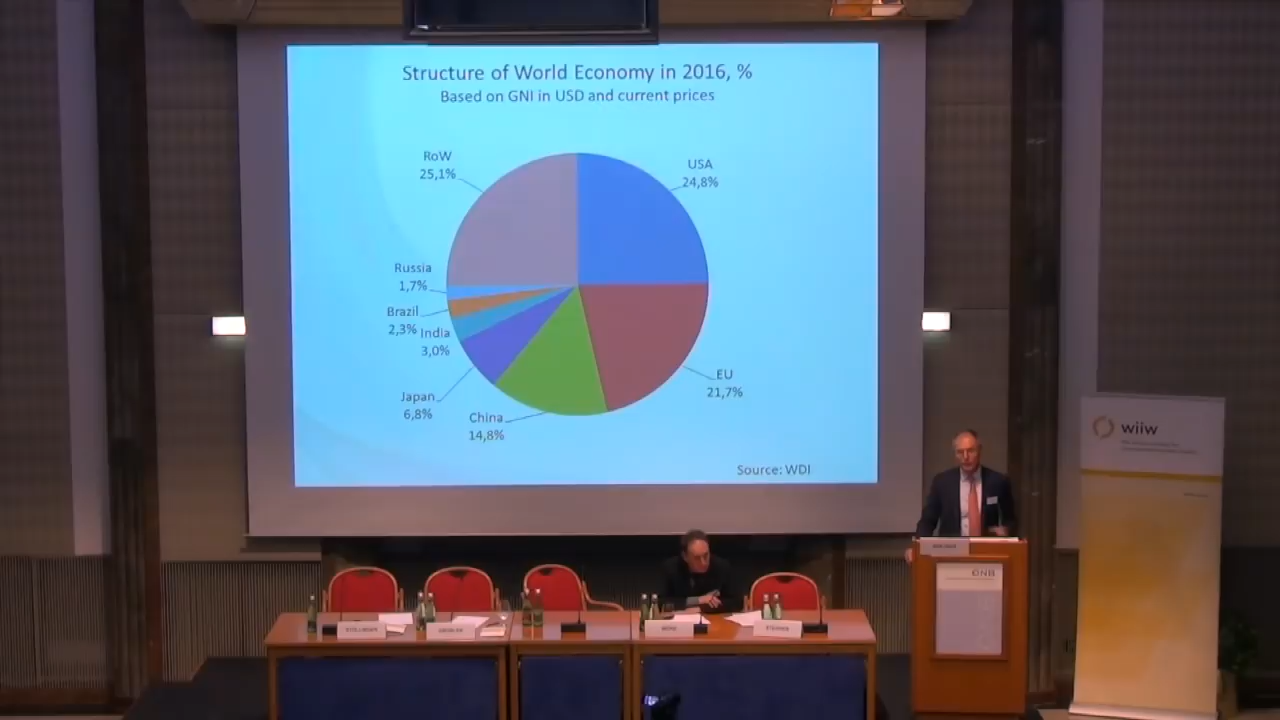 Structure of World Economy in 2016, %
Based on GNI in USD and current prices
RoW
25,1%
USA
24,8%
Russia
1,7%
Brazil
2,3%
India
3,0%
EU
21,7%
Japan
6,8%
China
14,8%
Source: WDI
wiiw